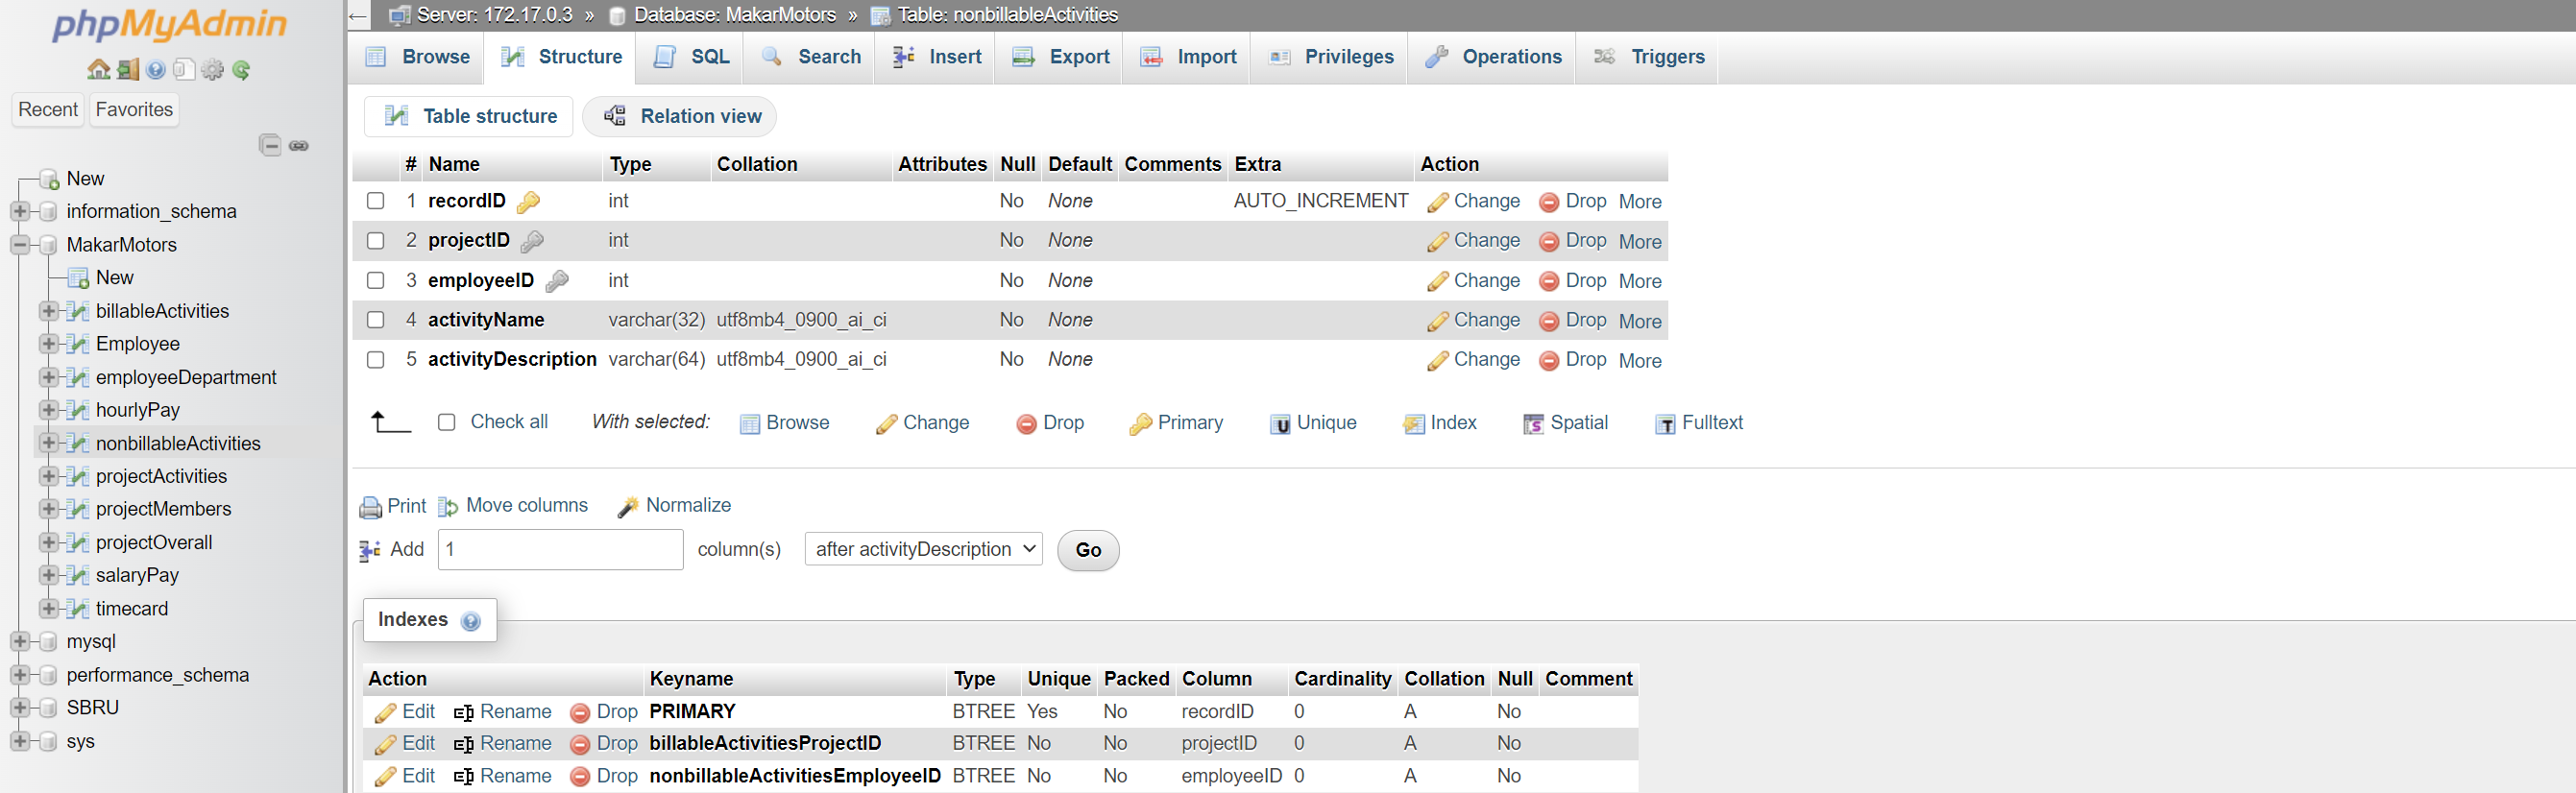 phpMyAdmin
Recent Favorites
New
information_schema
MakarMotors
New
billableActivities
Employee
employeeDepartment
hourlyPay
nonbillableActivities
projectActivities
projectMembers
projectOverall
salaryPay
timecard
mysql
performance_schema
SBRU
sys
Server: 172.17.0.3 » Database: MakarMotors » Table: nonbillableActivities
Browse Structure SQL Search Insert Export Import Privileges Operations Triggers
Table structure Relation view
# Name Type Collation Attributes Null Default Comments Extra Action
1 recordID int No None AUTO_INCREMENT Change Drop More
2 projectID int No None Change Drop More
3 employeeID int No None Change Drop More
4 activityName varchar(32) utf8mb4_0900_ai_ci No None Change Drop More
5 activityDescription varchar(64) utf8mb4_0900_ai_ci No None Change Drop More
Check all With selected: Browse Change Drop Primary Unique Index Spatial Fulltext
Print Move columns Normalize
Add 1 column(s) after activityDescription Go
Indexes
Action Keyname Type Unique Packed Column Cardinality Collation Null Comment
Edit Rename Drop PRIMARY BTREE Yes No recordID 0 A No
Edit Rename Drop billableActivitiesProjectID BTREE No No projectID 0 A No
Edit Rename Drop nonbillableActivitiesEmployeeID BTREE No No employeeID 0 A No